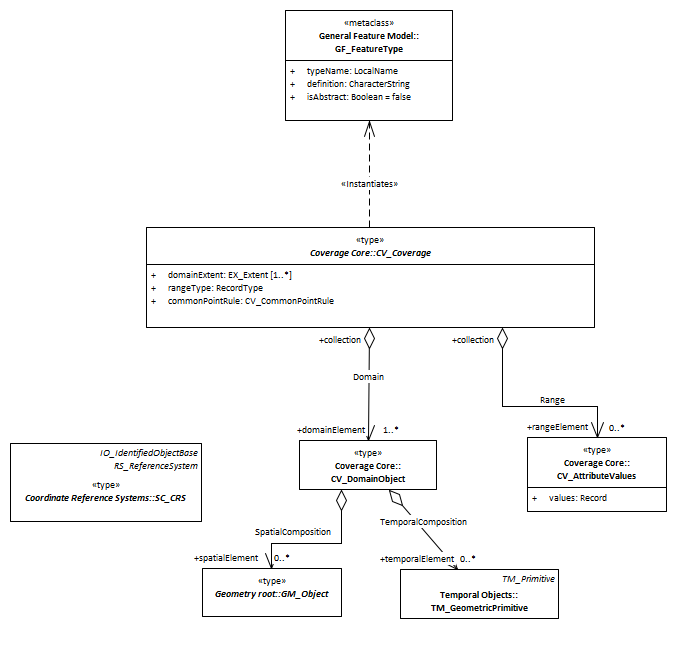 «metaclass»
General Feature Model::
GF_FeatureType
+ typeName: LocalName
+ definition: CharacterString
+ isAbstract: Boolean = false
«Instantiates»
«type»
Coverage Core::CV_Coverage
+ domainExtent: EX_Extent [1..*]
+ rangeType: RecordType
+ commonPointRule: CV_CommonPointRule
+collection
+collection
Domain
Range
+domainElement 1..*
+rangeElement 0..*
IO_IdentifiedObjectBase
RS_ReferenceSystem
«type»
Coordinate Reference Systems::SC_CRS
«type»
Coverage Core::
CV_DomainObject
«type»
Coverage Core::
CV_AttributeValues
+ values: Record
SpatialComposition
TemporalComposition
+spatialElement 0..*
+temporalElement 0..*
«type»
Geometry root::GM_Object
TM_Primitive
Temporal Objects::
TM_GeometricPrimitive